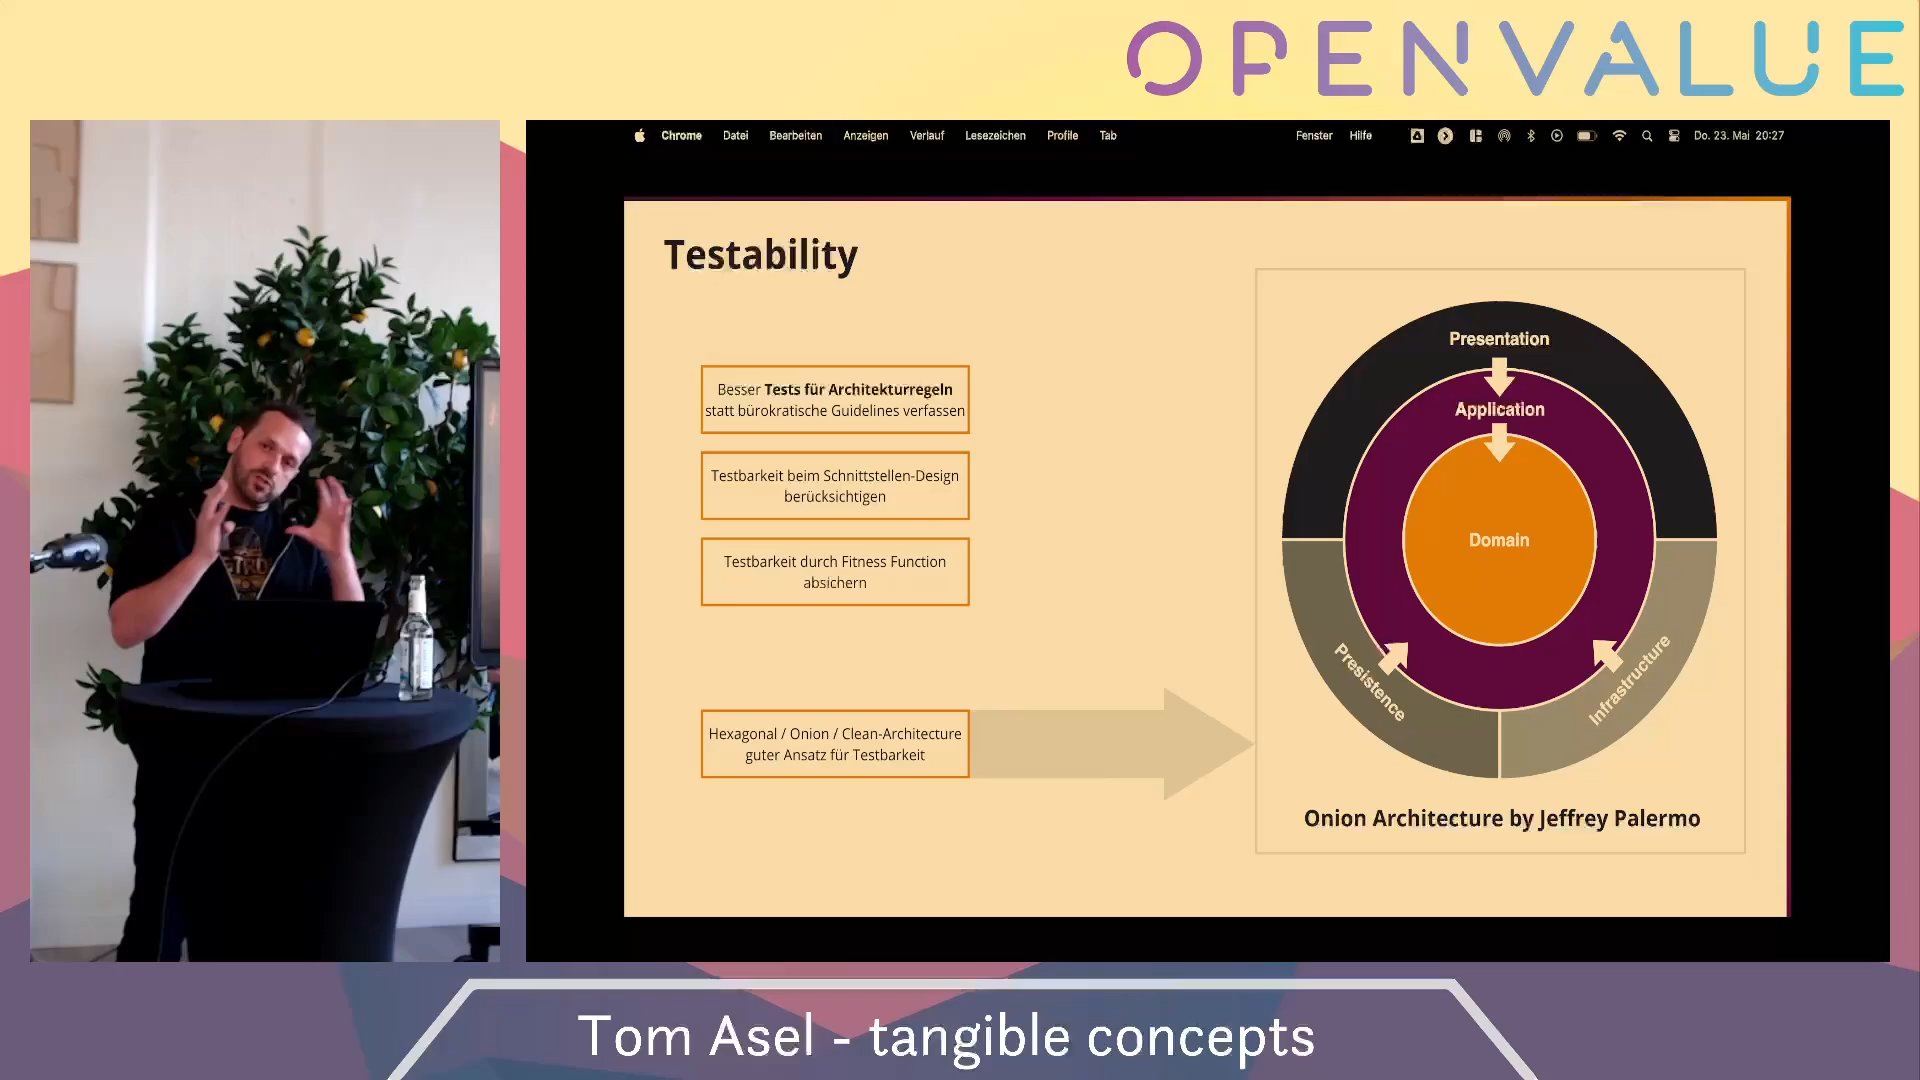 OPENVALUE
Chrome Datei Bearbeiten Anzeigen Verlauf Lesezeichen Profile Tab Fenster Hilfe Do. 23. Mai 20:27
Testability
Besser Tests für Architekturregeln
statt bürokratische Guidelines verfassen
Testbarkeit beim Schnittstellen-Design
berücksichtigen
Testbarkeit durch Fitness Function
absichern
Hexagonal / Onion / Clean-Architecture
guter Ansatz für Testbarkeit
Presentation
Application
Domain
Presistence
Infrastructure
Onion Architecture by Jeffrey Palermo
Tom Asel - tangible concepts